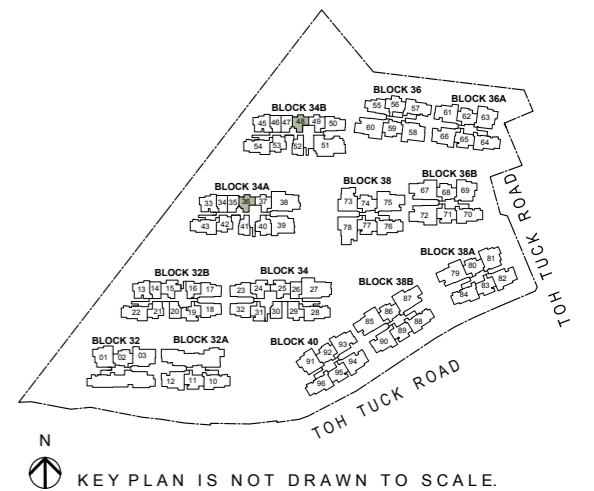 BLOCK 36
55 56 57
60 59 58
BLOCK 36A
61 62 63
66 65 64
BLOCK 34B
45 46 47 48 49 50
54 53 52 51
BLOCK 34A
33 34 35 36 37 38
43 42 41 40 39
BLOCK 38
73 74 75
78 77 76
BLOCK 36B
67 68 69
72 71 70
TOH TUCK ROAD
BLOCK 38A
79 80 81
84 83 82
BLOCK 32B
13 14 15 16 17
22 21 20 19 18
BLOCK 34
23 24 25 26 27
32 31 30 29 28
BLOCK 38B
85 86 87
90 89 88
BLOCK 32
01 02 03
BLOCK 32A
12 11 10
BLOCK 40
91 92 93
96 95 94
TOH TUCK ROAD
N
KEY PLAN IS NOT DRAWN TO SCALE.